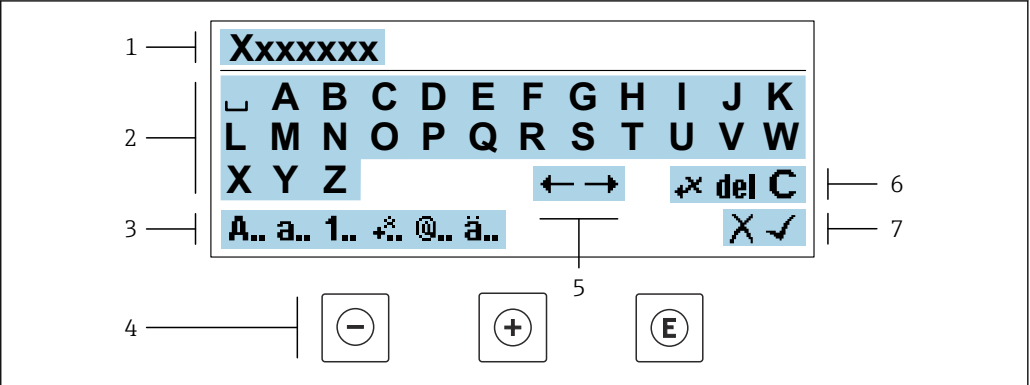 1
Xxxxxxx
2
␣ A B C D E F G H I J K
L M N O P Q R S T U V W
X Y Z ← → +x del C
6
3
A.. a.. 1.. +×.. @.. ä.. X ✓
7
5
4
− + E